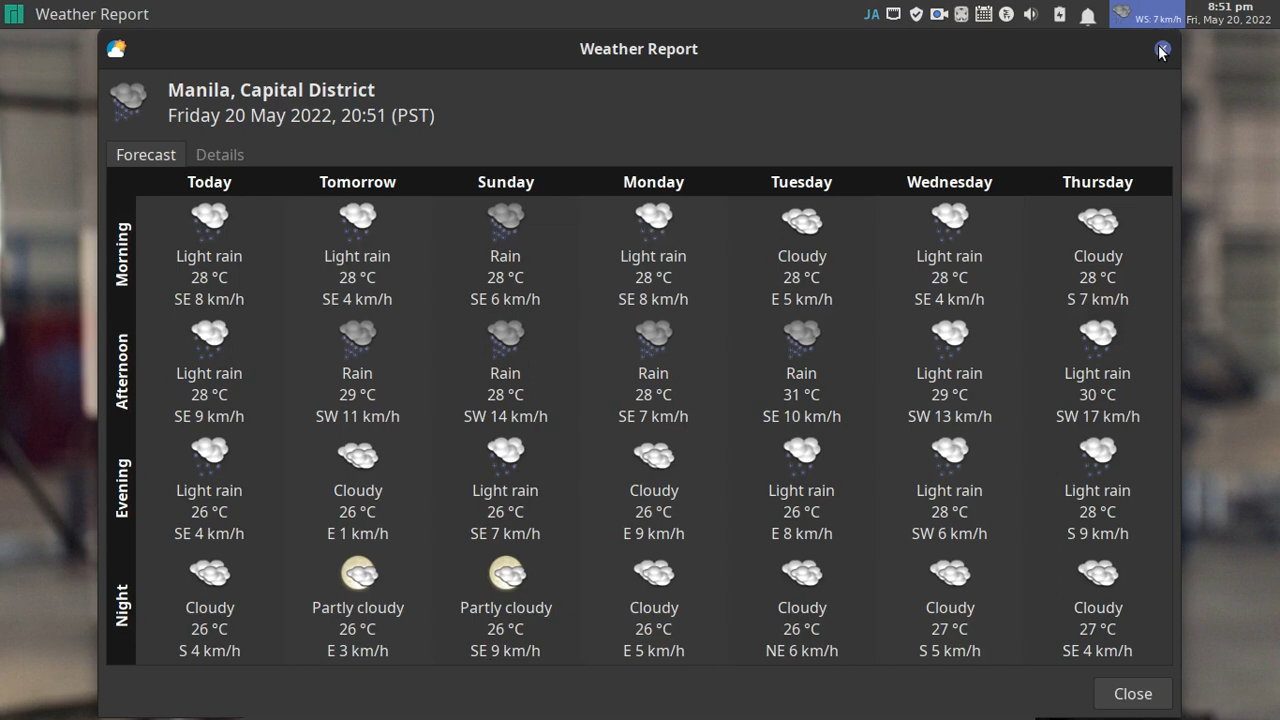 Weather Report
JA
WS: 7 km/h
8:51 pm
Fri, May 20, 2022
Weather Report
Manila, Capital District
Friday 20 May 2022, 20:51 (PST)
Forecast Details
Today Tomorrow Sunday Monday Tuesday Wednesday Thursday
Morning
Light rain Light rain Rain Light rain Cloudy Light rain Cloudy
28 °C 28 °C 28 °C 28 °C 28 °C 28 °C 28 °C
SE 8 km/h SE 4 km/h SE 6 km/h SE 8 km/h E 5 km/h SE 4 km/h S 7 km/h
Afternoon
Light rain Rain Rain Rain Rain Light rain Light rain
28 °C 29 °C 28 °C 28 °C 31 °C 29 °C 30 °C
SE 9 km/h SW 11 km/h SW 14 km/h SE 7 km/h SE 10 km/h SW 13 km/h SW 17 km/h
Evening
Light rain Cloudy Light rain Cloudy Light rain Light rain Light rain
26 °C 26 °C 26 °C 26 °C 26 °C 28 °C 28 °C
SE 4 km/h E 1 km/h SE 7 km/h E 9 km/h E 8 km/h SW 6 km/h S 9 km/h
Night
Cloudy Partly cloudy Partly cloudy Cloudy Cloudy Cloudy Cloudy
26 °C 26 °C 26 °C 26 °C 26 °C 27 °C 27 °C
S 4 km/h E 3 km/h SE 9 km/h E 5 km/h NE 6 km/h S 5 km/h SE 4 km/h
Close